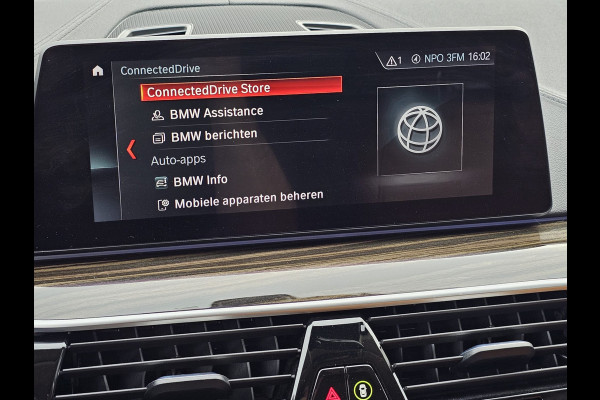 ConnectedDrive
1 NPO 3FM 16:02
ConnectedDrive Store
BMW Assistance
BMW berichten
Auto-apps
BMW Info
Mobiele apparaten beheren